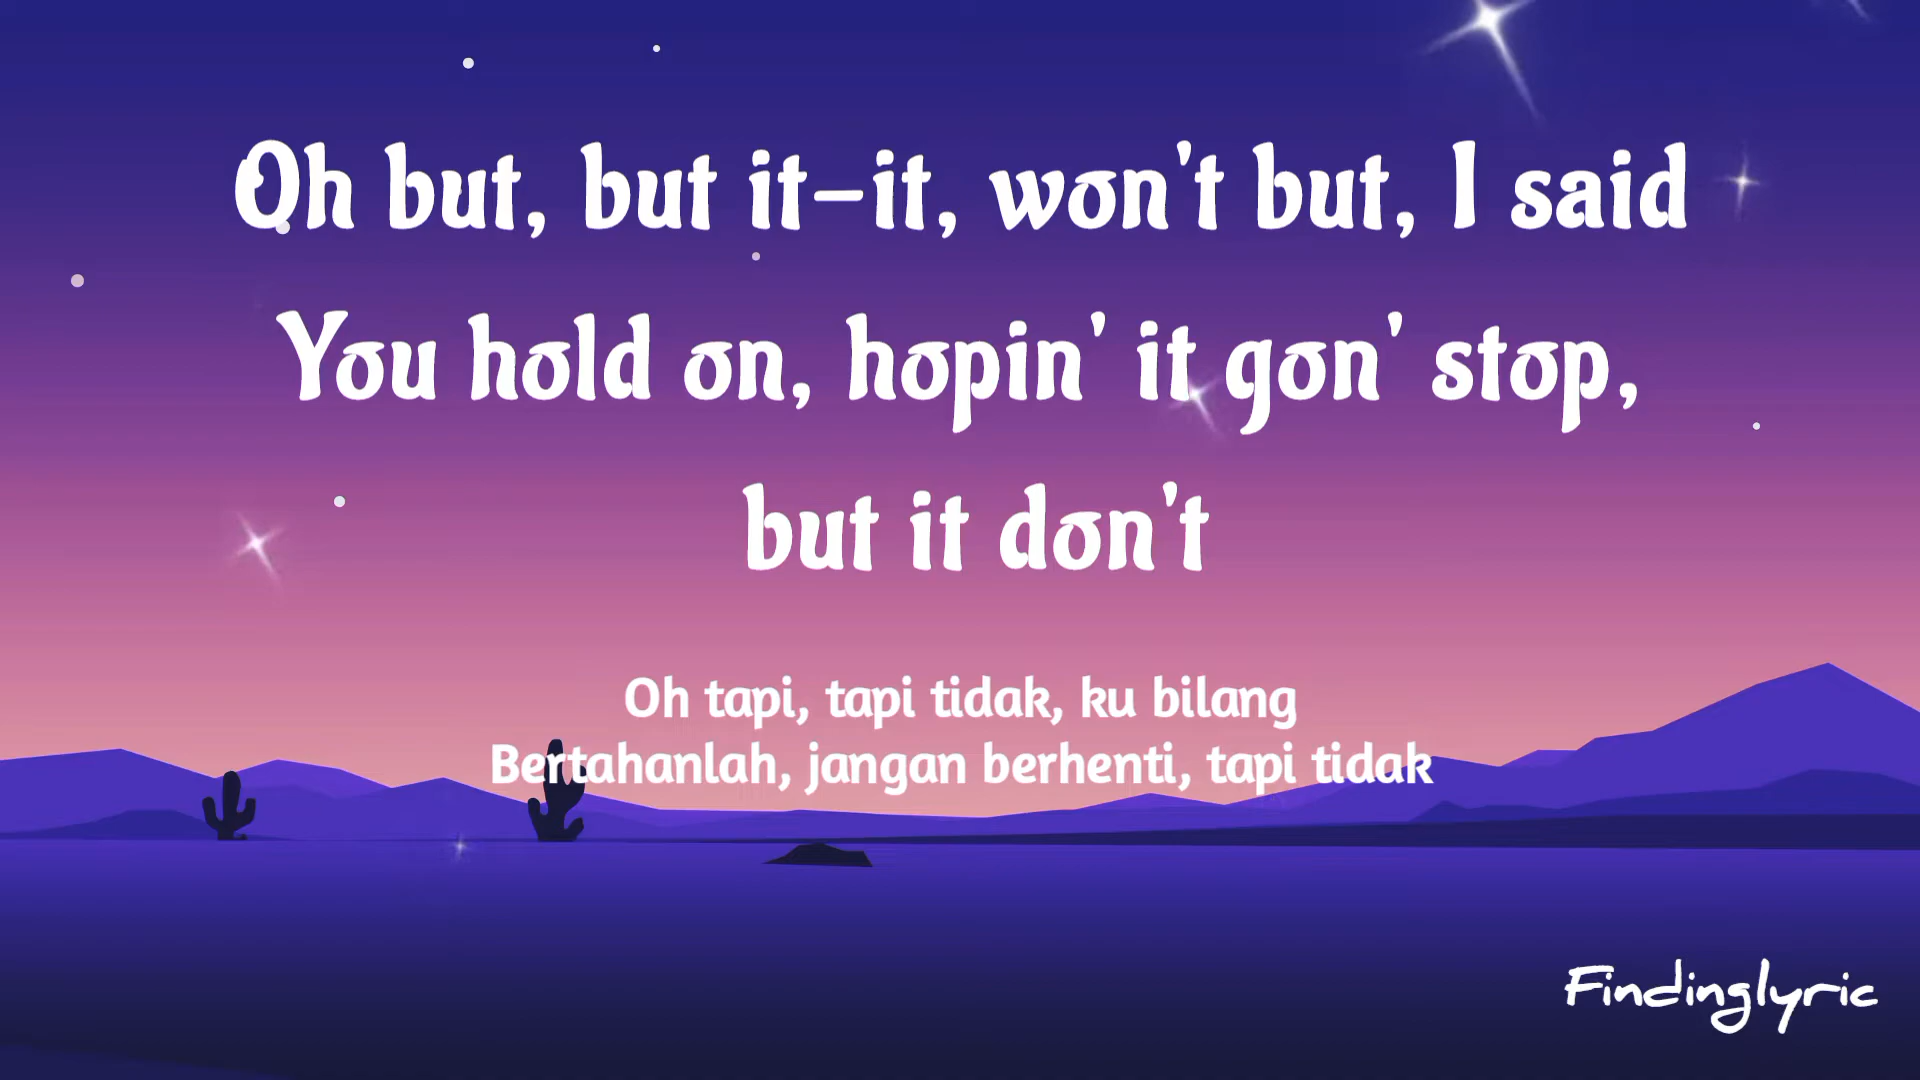 Oh but, but it-it, won't but, I said
You hold on, hopin' it gon' stop,
but it don't
Oh tapi, tapi tidak, ku bilang
Bertahanlah, jangan berhenti, tapi tidak
Findinglyric